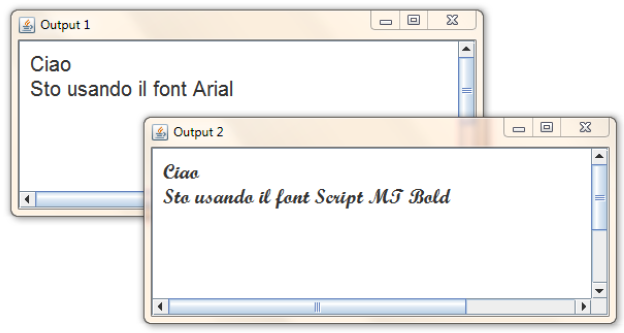 Output 1
Ciao
Sto usando il font Arial
Output 2
Ciao
Sto usando il font Script MT Bold